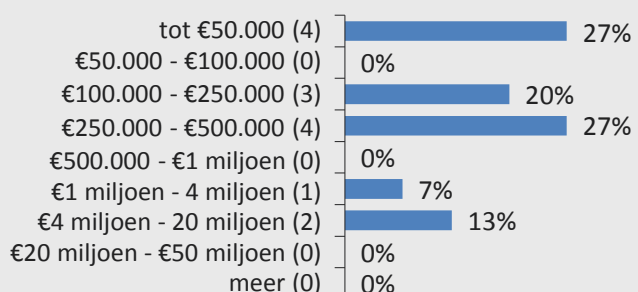 tot €50.000 (4) 27%
€50.000 - €100.000 (0) 0%
€100.000 - €250.000 (3) 20%
€250.000 - €500.000 (4) 27%
€500.000 - €1 miljoen (0) 0%
€1 miljoen - 4 miljoen (1) 7%
€4 miljoen - 20 miljoen (2) 13%
€20 miljoen - €50 miljoen (0) 0%
meer (0) 0%